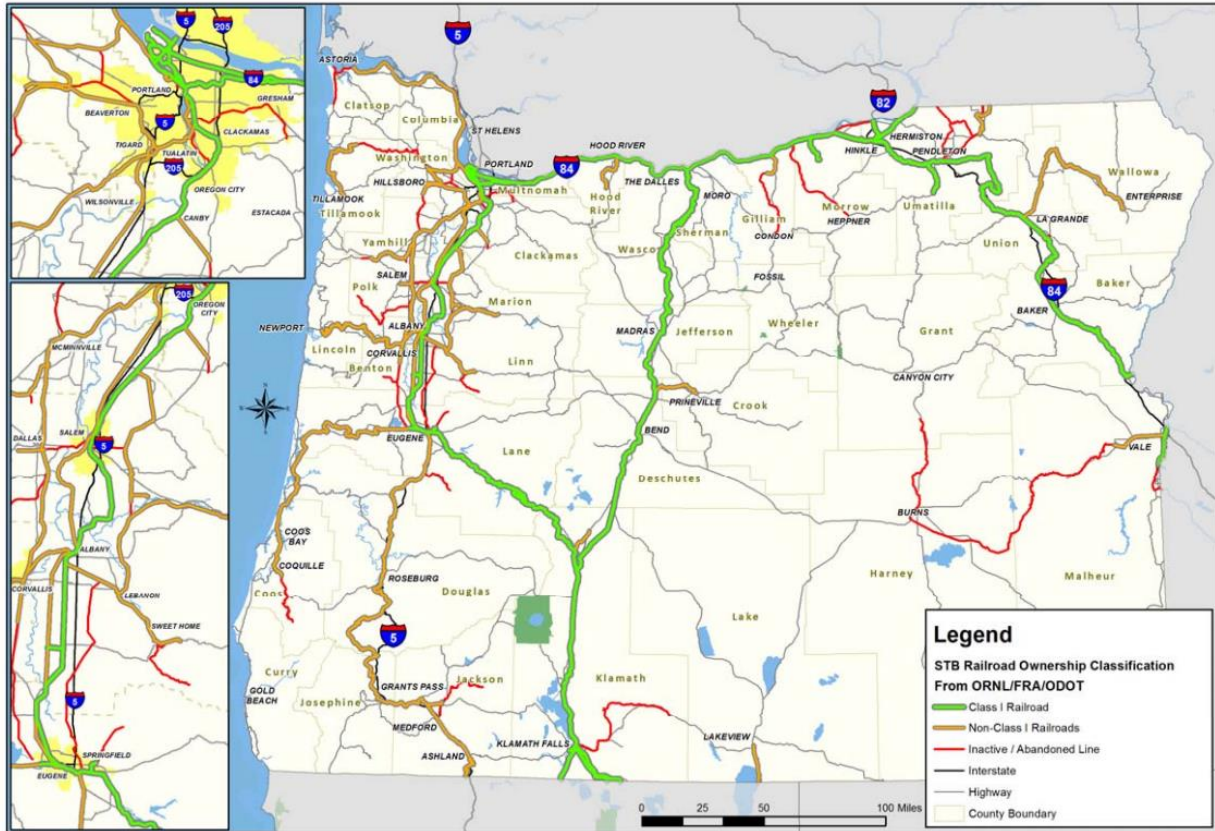 5
205
84
PORTLAND
GRESHAM
BEAVERTON
5
CLACKAMAS
TIGARD
TUALATIN
205
OREGON CITY
WILSONVILLE
CANBY
ESTACADA
205
OREGON CITY
MCMINNVILLE
DALLAS
SALEM
5
ALBANY
CORVALLIS
LEBANON
SWEET HOME
5
SPRINGFIELD
EUGENE
5
ASTORIA
Clatsop
Columbia
ST HELENS
82
HERMISTON
HOOD RIVER
Washington
PORTLAND
84
HINKLE
PENDLETON
Wallowa
HILLSBORO
Multnomah
THE DALLES
MORO
ENTERPRISE
TILLAMOOK
Tillamook
Hood
River
Gilliam
Morrow
HEPPNER
Umatilla
LA GRANDE
Sherman
CONDON
Yamhill
Wasco
Union
Clackamas
SALEM
FOSSIL
84
Baker
Polk
Marion
BAKER
NEWPORT
ALBANY
MADRAS
Jefferson
Wheeler
Grant
Lincoln
CORVALLIS
Benton
Linn
CANYON CITY
PRINEVILLE
Crook
EUGENE
BEND
Lane
VALE
Deschutes
BURNS
COOS
BAY
COQUILLE
Coos
ROSEBURG
Douglas
Harney
Malheur
Lake
5
Curry
GOLD
BEACH
GRANTS PASS
Jackson
Klamath
Josephine
MEDFORD
KLAMATH FALLS
LAKEVIEW
ASHLAND
N
0 25 50 100 Miles
Legend
STB Railroad Ownership Classification
From ORNL/FRA/ODOT
Class I Railroad
Non-Class I Railroads
Inactive / Abandoned Line
Interstate
Highway
County Boundary